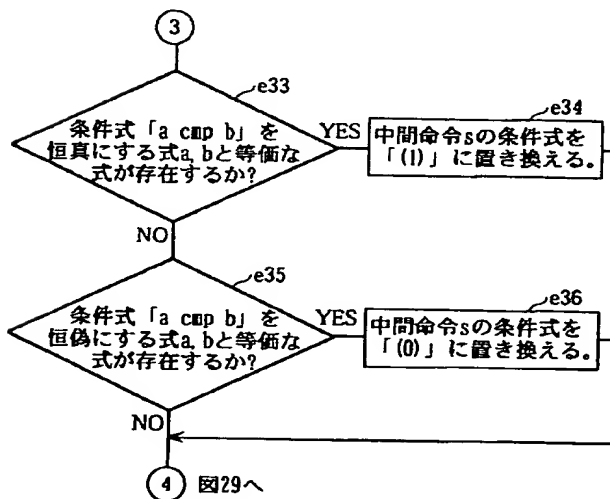 3
e33
条件式「a cmp b」を
恒真にする式a,bと等価な
式が存在するか?
YES
e34
中間命令sの条件式を
「(1)」に置き換える。
NO
e35
条件式「a cmp b」を
恒偽にする式a,bと等価な
式が存在するか?
YES
e36
中間命令sの条件式を
「(0)」に置き換える。
NO
4 図29へ